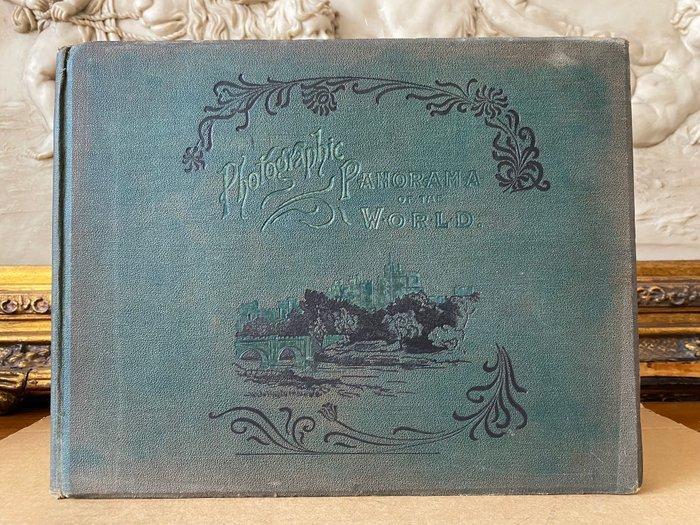 Photographic
PANORAMA
OF THE
WORLD.